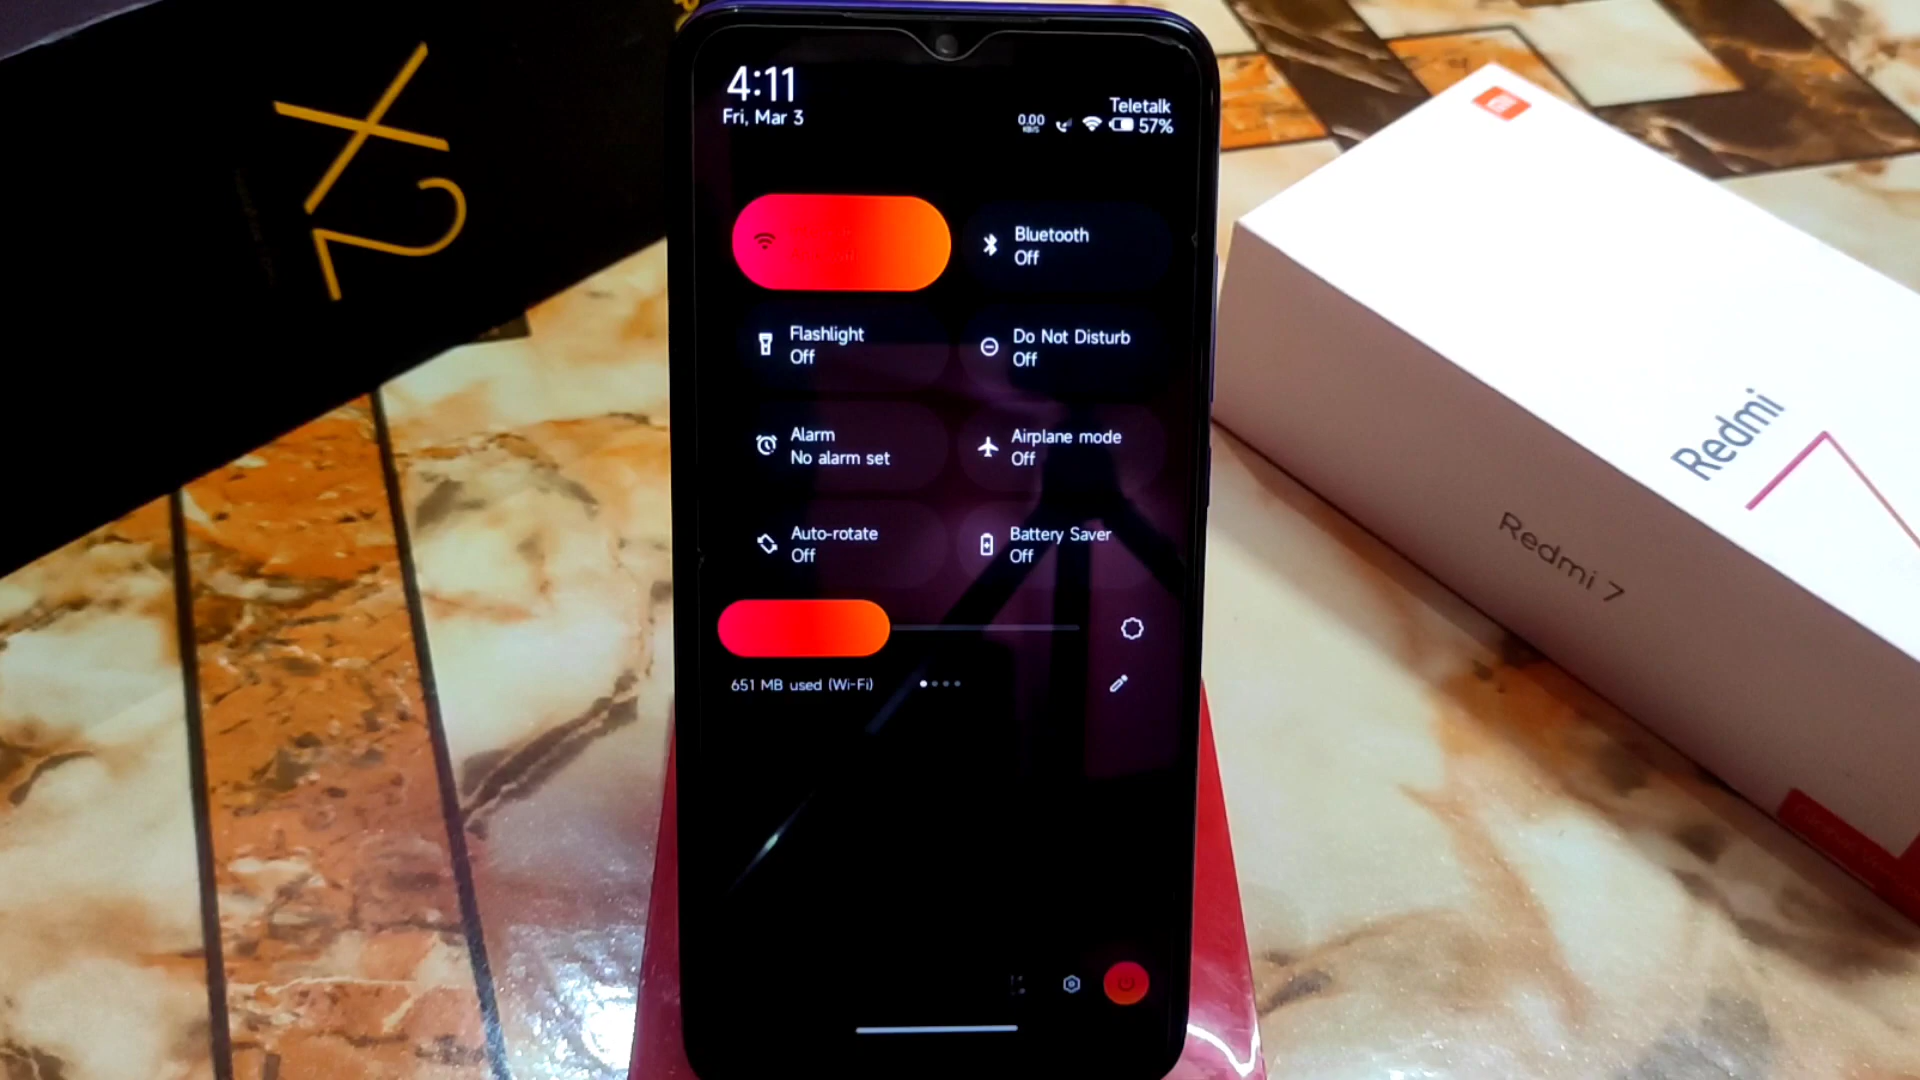 X2
4:11
Fri, Mar 3
Teletalk
0.00
KB/S
57%
Bluetooth
Off
Flashlight
Off
Do Not Disturb
Off
Alarm
No alarm set
Airplane mode
Off
Auto-rotate
Off
Battery Saver
Off
651 MB used (Wi-Fi)
Redmi
7
Redmi 7